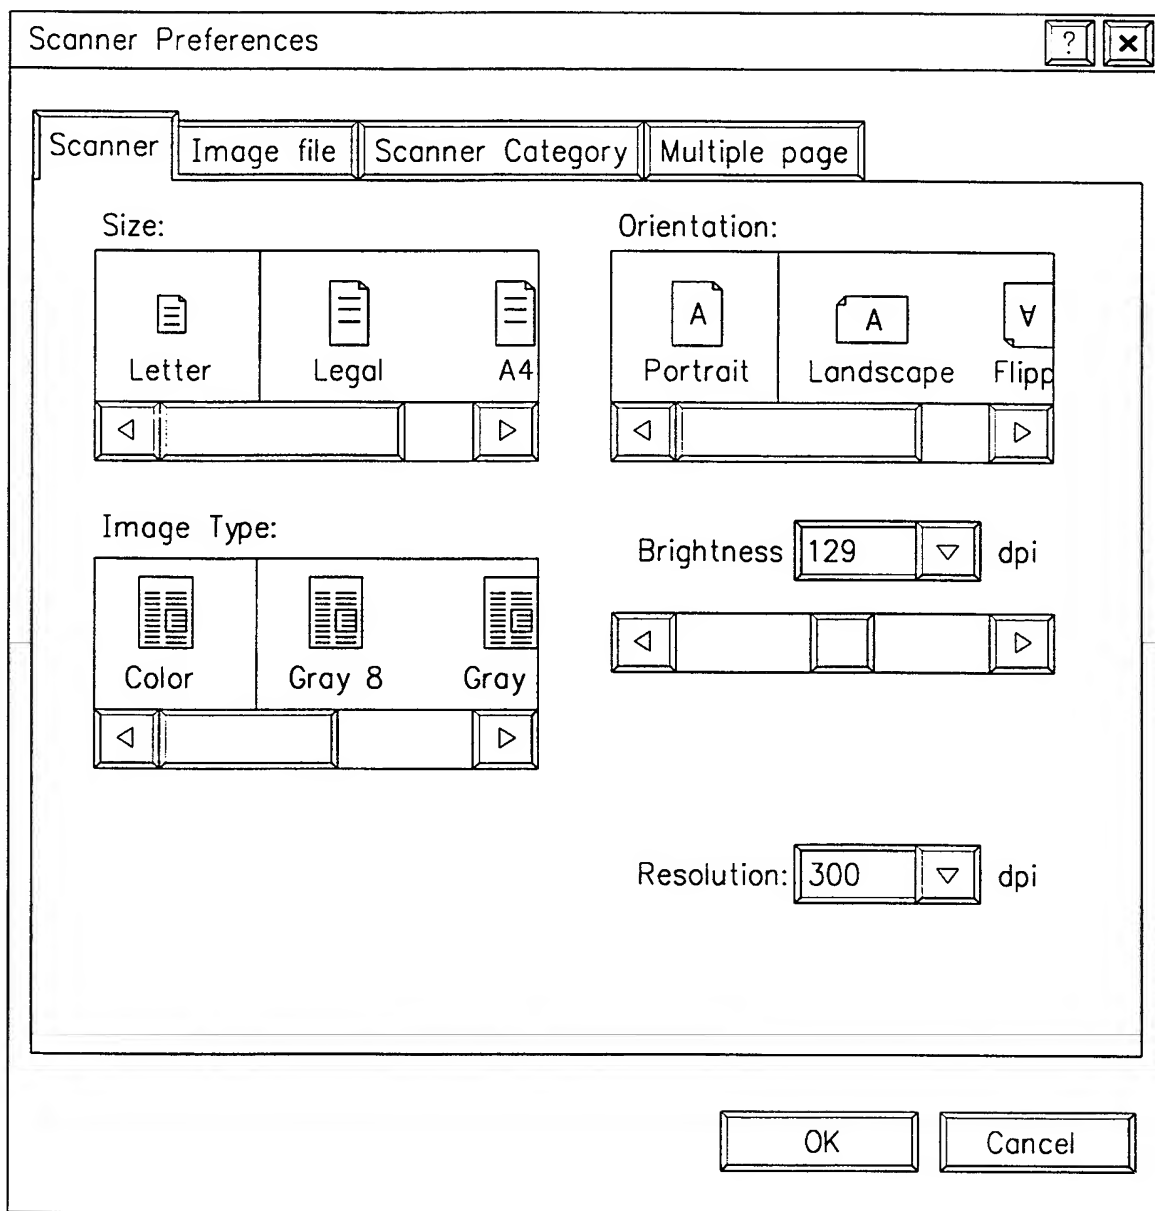 Scanner Preferences ?
Scanner Image file Scanner Category Multiple page
Size:
Letter Legal A4
Orientation:
A A A
Portrait Landscape Flipp
Image Type:
Color Gray 8 Gray
Brightness 129 dpi
Resolution: 300 dpi
OK Cancel